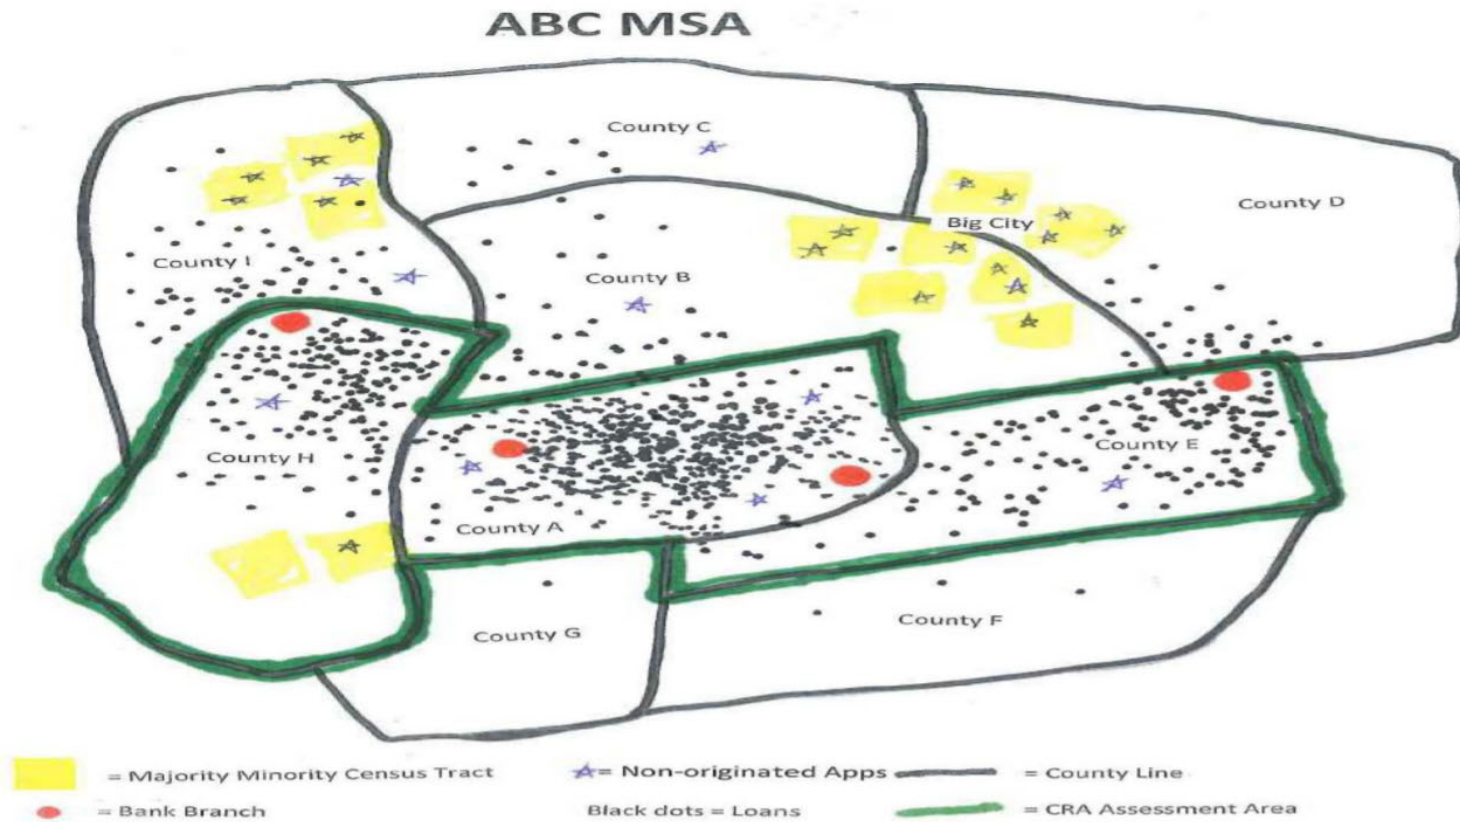 ABC MSA
County C
County D
Big City
County I
County B
County E
County H
County A
County G
County F
= Majority Minority Census Tract
= Non-originated Apps
= County Line
= Bank Branch
Black dots = Loans
= CRA Assessment Area